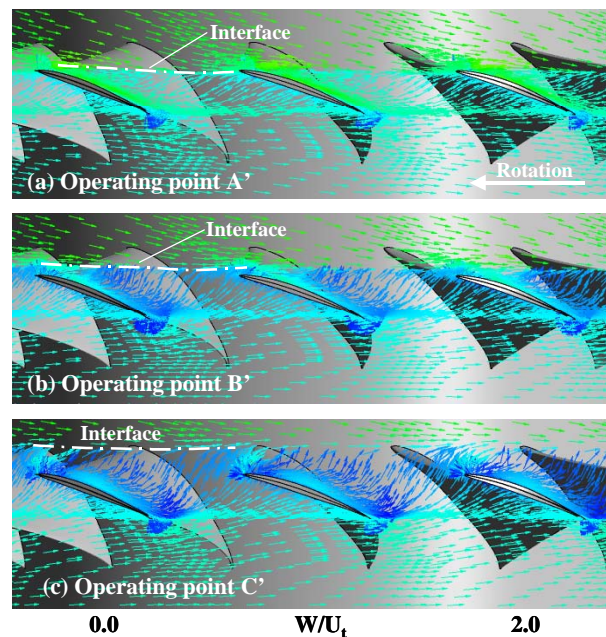 Interface
(a) Operating point A'
Rotation
Interface
(b) Operating point B'
Interface
(c) Operating point C'
0.0 W/Ut 2.0